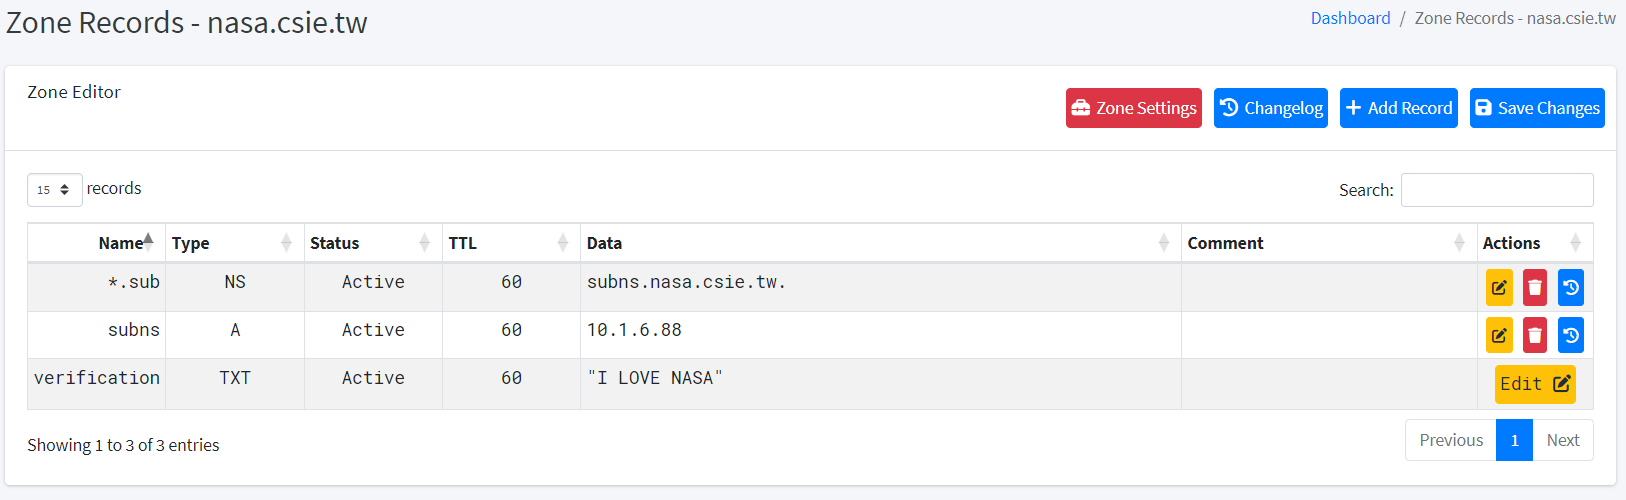 Zone Records - nasa.csie.tw
Dashboard / Zone Records - nasa.csie.tw
Zone Editor
Zone Settings
Changelog
Add Record
Save Changes
15 records
Search:
Name Type Status TTL Data Comment Actions
*.sub NS Active 60 subns.nasa.csie.tw.
subns A Active 60 10.1.6.88
verification TXT Active 60 "I LOVE NASA" Edit
Showing 1 to 3 of 3 entries
Previous 1 Next